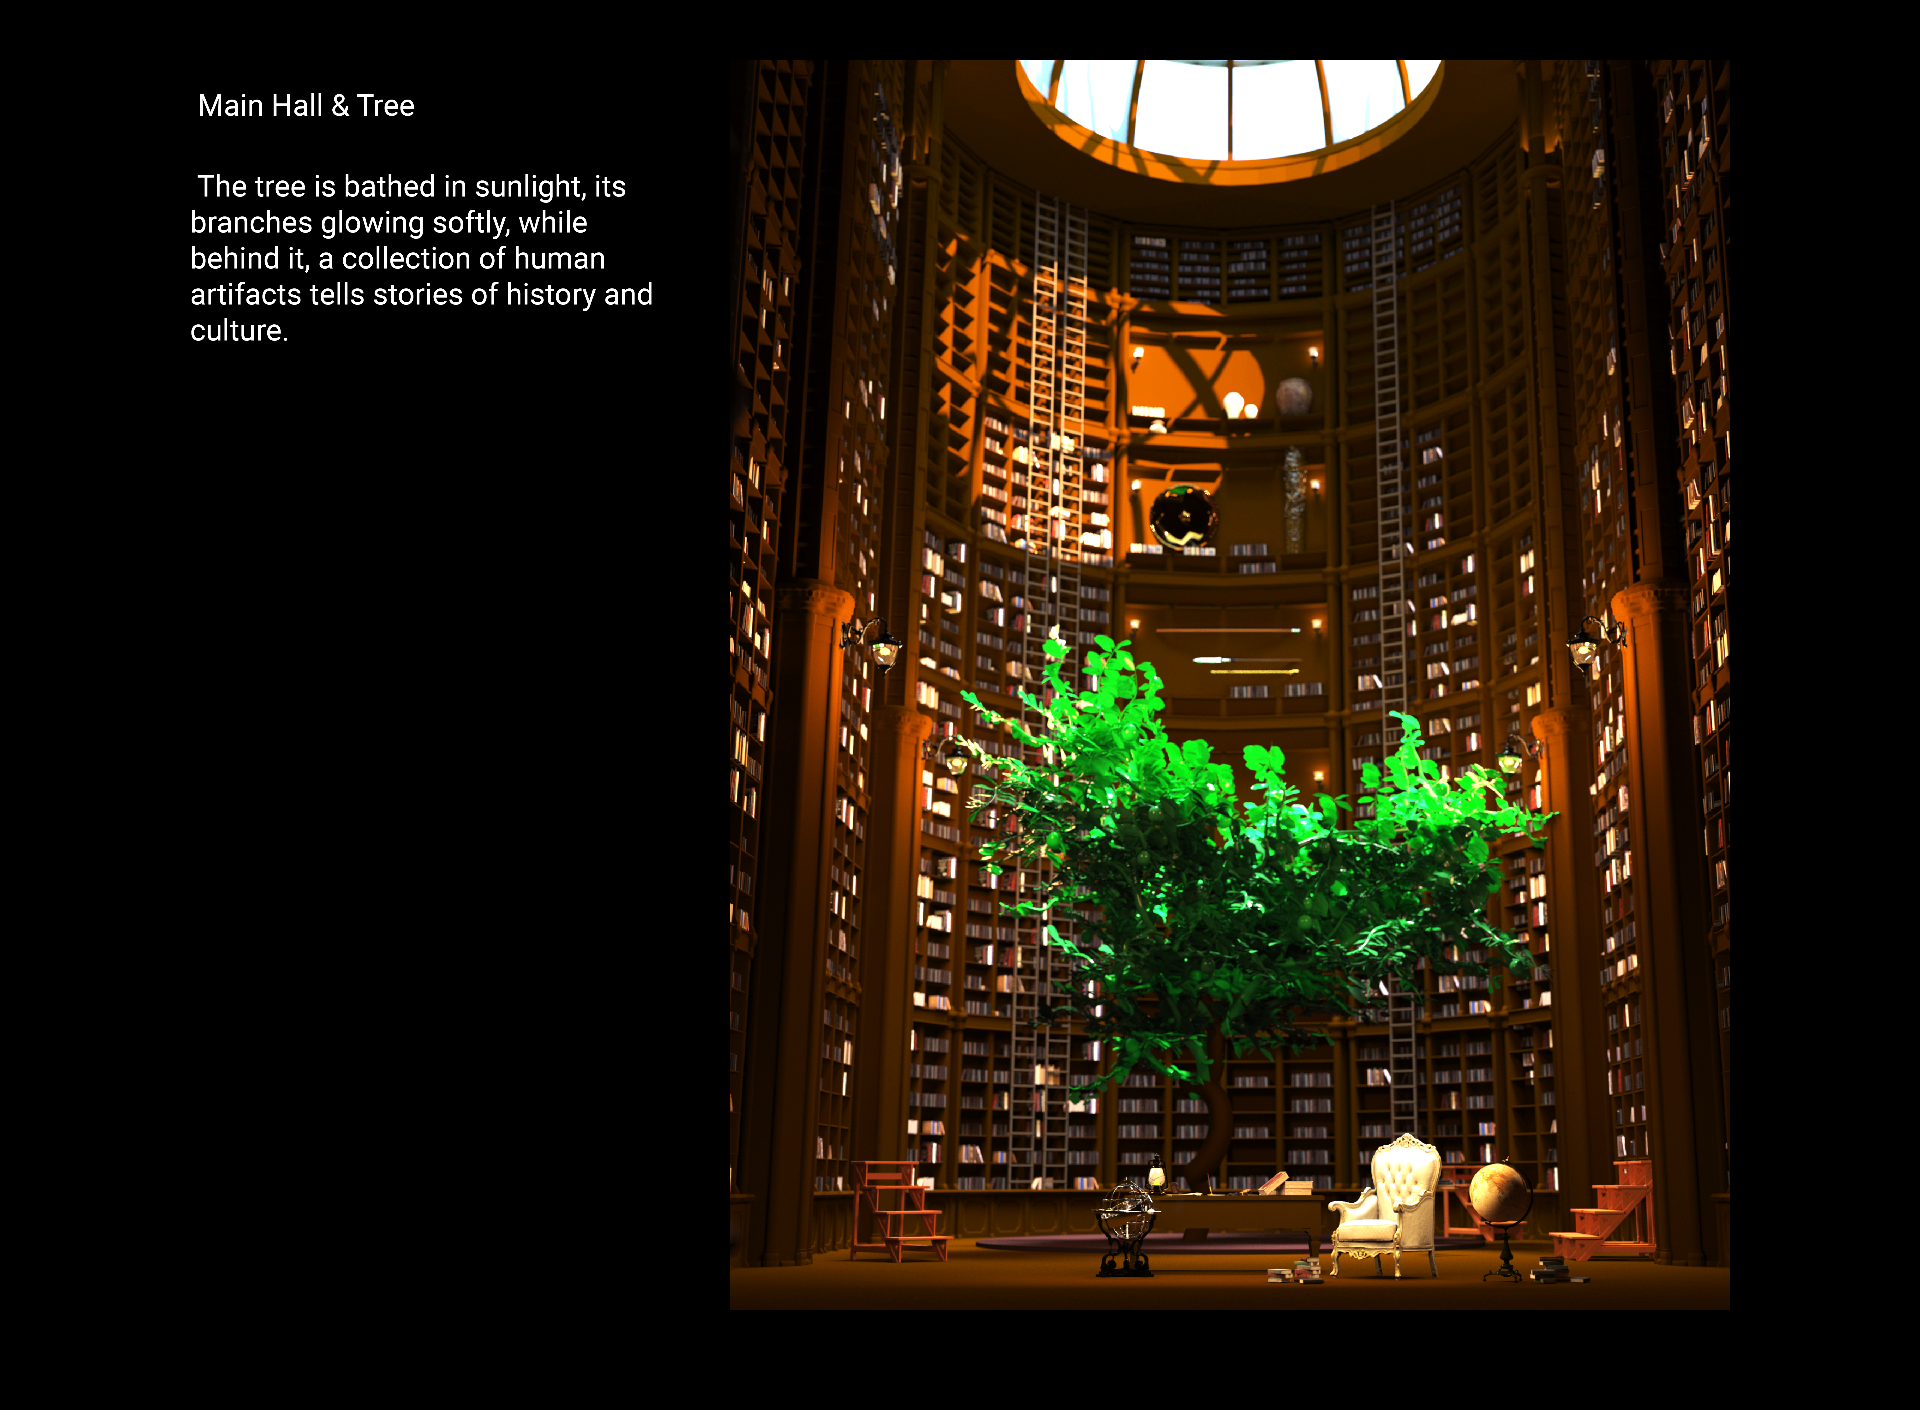 Main Hall & Tree
The tree is bathed in sunlight, its
branches glowing softly, while
behind it, a collection of human
artifacts tells stories of history and
culture.